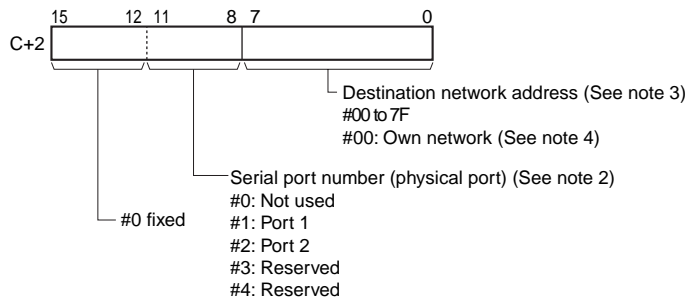 15 12 11 8 7 0
C+2
Destination network address (See note 3)
#00 to 7F
#00: Own network (See note 4)
Serial port number (physical port) (See note 2)
#0: Not used
#0 fixed
#1: Port 1
#2: Port 2
#3: Reserved
#4: Reserved